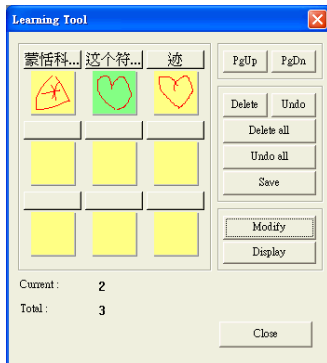 Learning Tool
蒙恬科... 这个符... 迹
PgUp PgDn
Delete Undo
Delete all
Undo all
Save
Modify
Display
Current : 2
Total : 3
Close